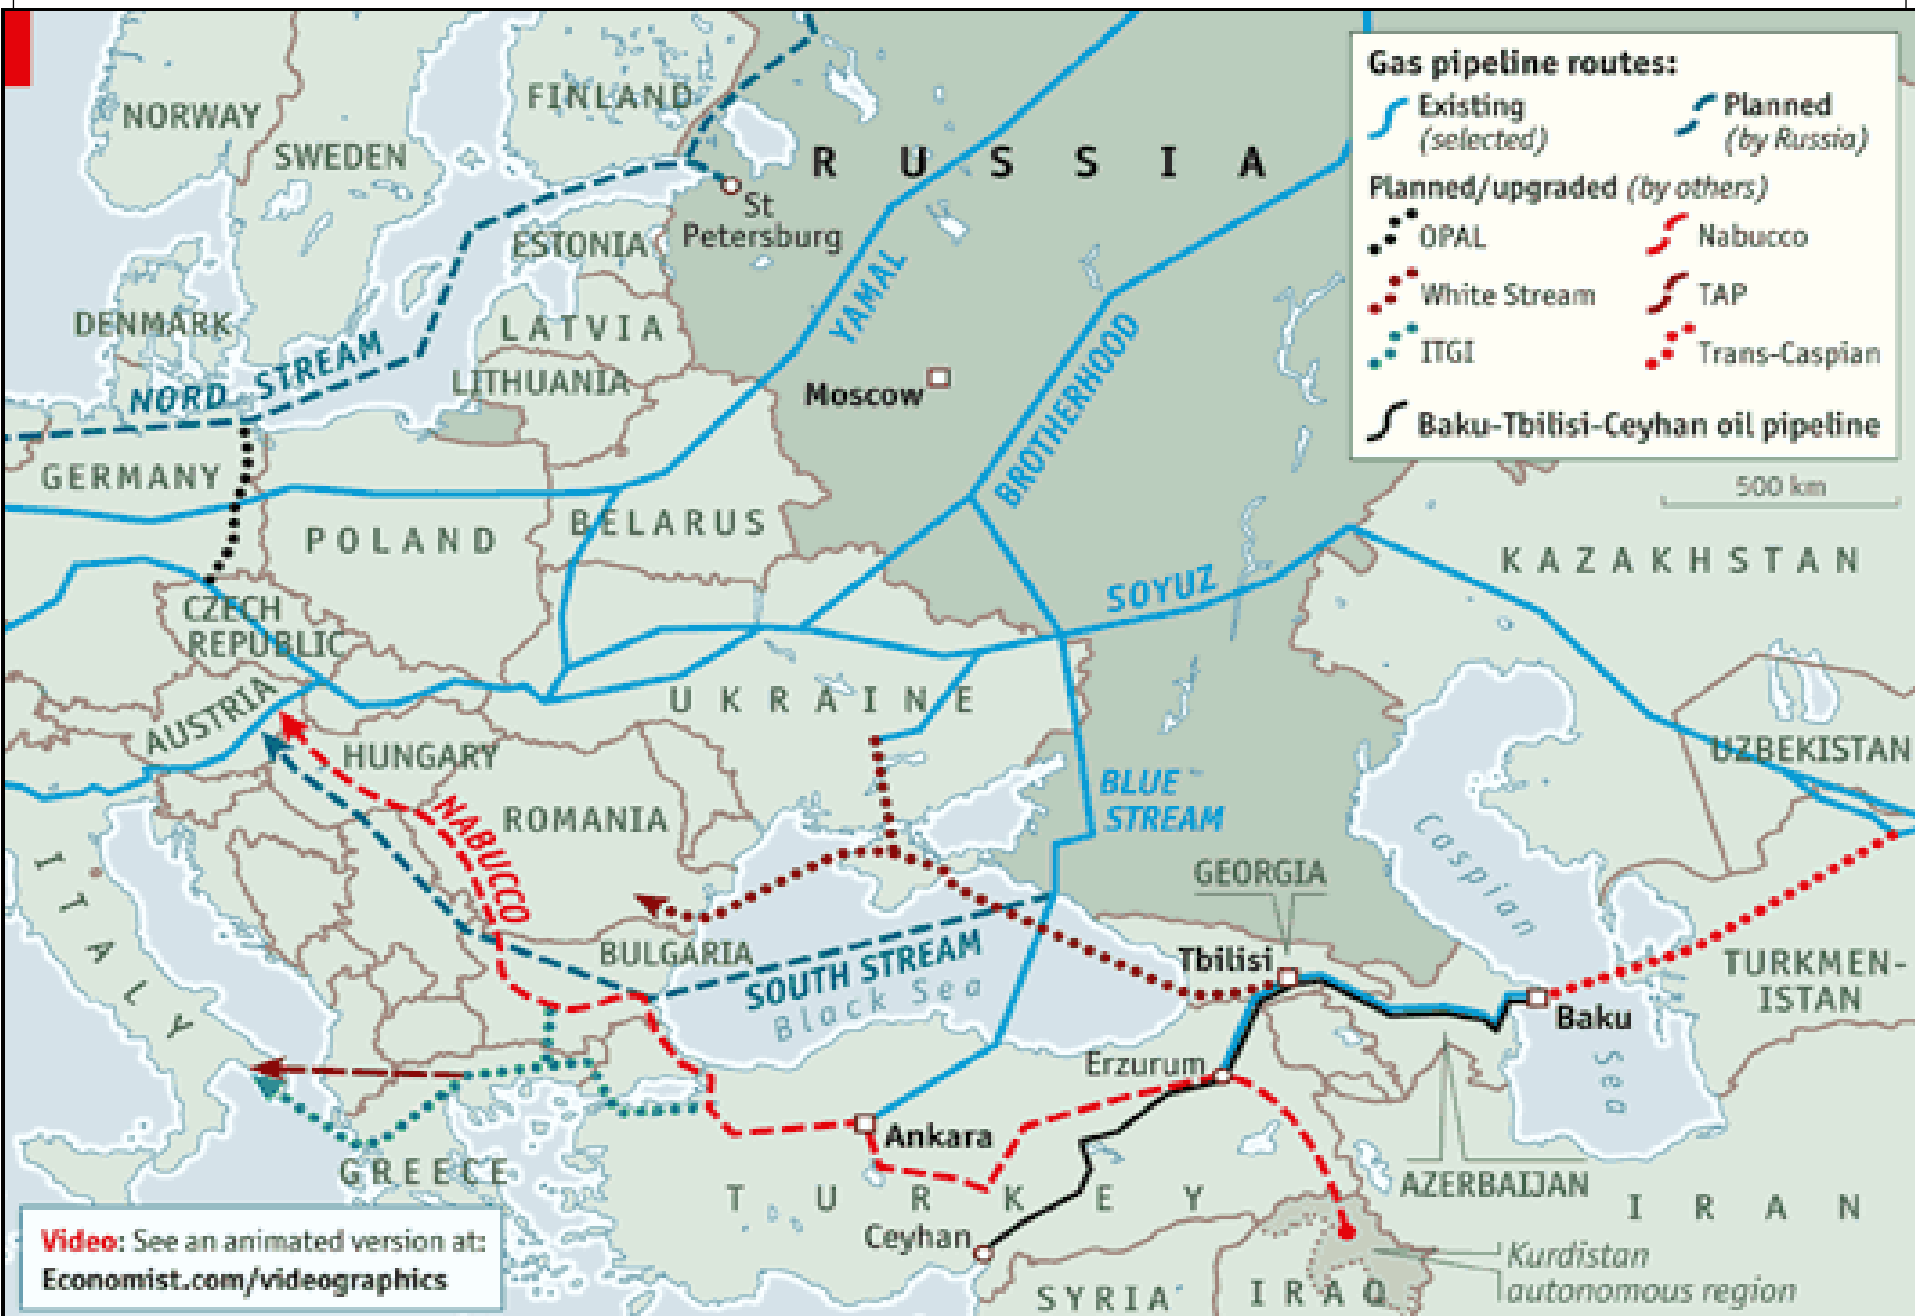 Gas pipeline routes:
Existing
(selected)
Planned
(by Russia)
Planned/upgraded (by others)
OPAL
Nabucco
White Stream
TAP
ITGI
Trans-Caspian
Baku-Tbilisi-Ceyhan oil pipeline
500 km
NORWAY
SWEDEN
FINLAND
RUSSIA
St
Petersburg
ESTONIA
DENMARK
LATVIA
LITHUANIA
YAMAL
Moscow
BROTHERHOOD
NORD STREAM
GERMANY
POLAND
BELARUS
KAZAKHSTAN
SOYUZ
CZECH
REPUBLIC
AUSTRIA
UKRAINE
HUNGARY
UZBEKISTAN
NABUCCO
ROMANIA
BLUE
STREAM
Caspian
Sea
ITALY
GEORGIA
BULGARIA
SOUTH STREAM
Black Sea
Tbilisi
TURKMEN-
ISTAN
Baku
Erzurum
Ankara
GREECE
TURKEY
AZERBAIJAN
IRAN
Ceyhan
SYRIA
IRAQ
Kurdistan
autonomous region
Video: See an animated version at:
Economist.com/videographics